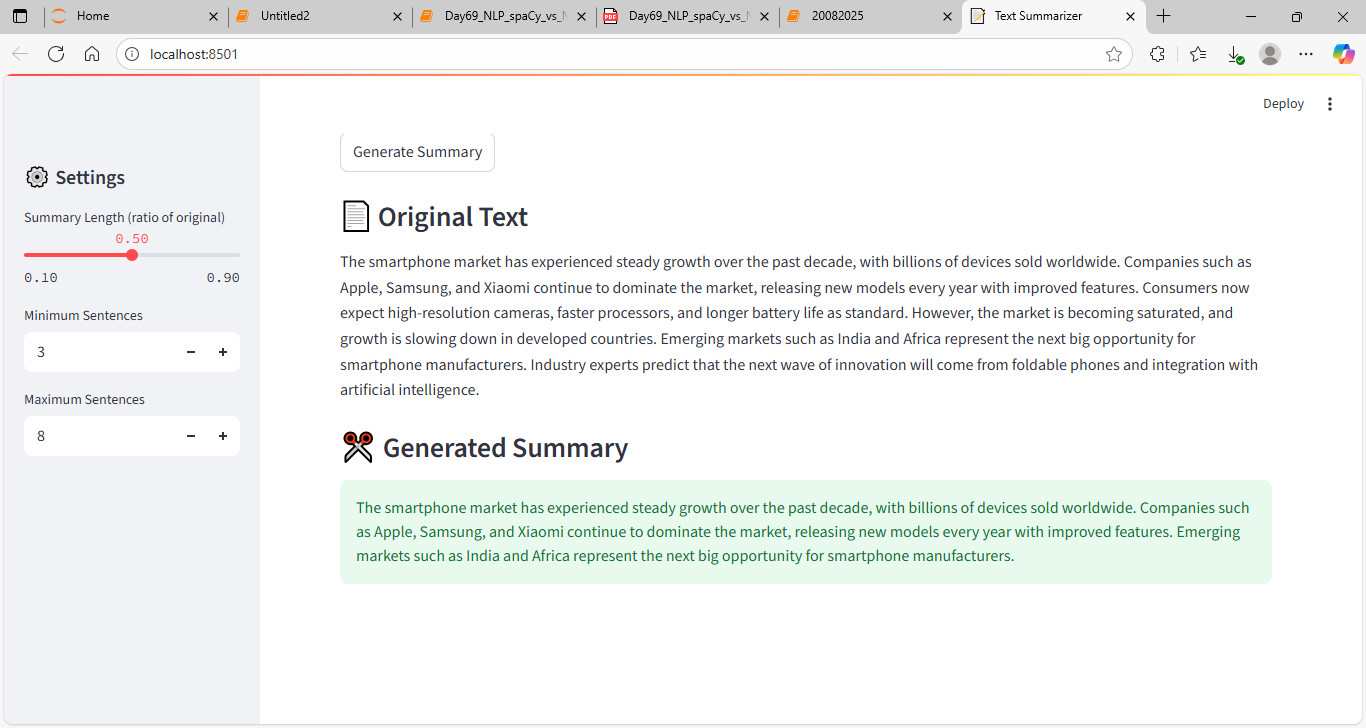 Home
Untitled2
Day69_NLP_spaCy_vs_
Day69_NLP_spaCy_vs_
20082025
Text Summarizer
localhost:8501
Deploy
Settings
Summary Length (ratio of original)
0.50
0.10 0.90
Minimum Sentences
3
Maximum Sentences
8
Generate Summary
Original Text
The smartphone market has experienced steady growth over the past decade, with billions of devices sold worldwide. Companies such as
Apple, Samsung, and Xiaomi continue to dominate the market, releasing new models every year with improved features. Consumers now
expect high-resolution cameras, faster processors, and longer battery life as standard. However, the market is becoming saturated, and
growth is slowing down in developed countries. Emerging markets such as India and Africa represent the next big opportunity for
smartphone manufacturers. Industry experts predict that the next wave of innovation will come from foldable phones and integration with
artificial intelligence.
Generated Summary
The smartphone market has experienced steady growth over the past decade, with billions of devices sold worldwide. Companies such
as Apple, Samsung, and Xiaomi continue to dominate the market, releasing new models every year with improved features. Emerging
markets such as India and Africa represent the next big opportunity for smartphone manufacturers.